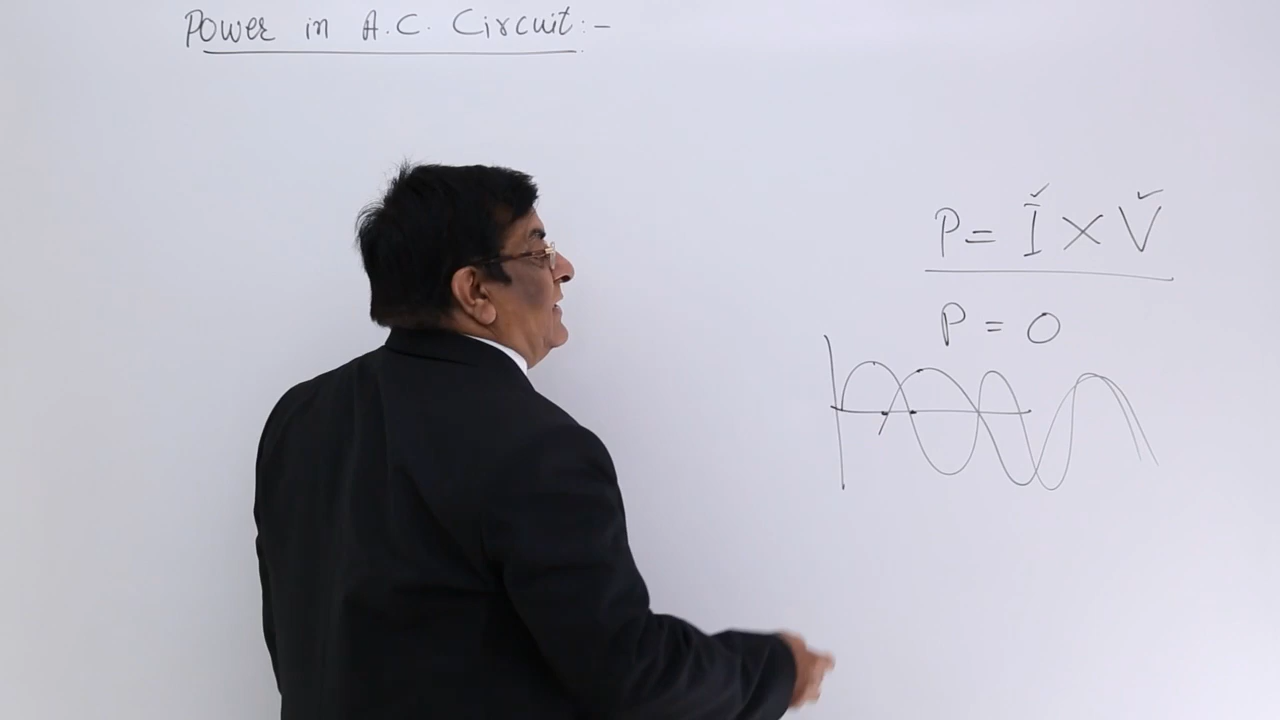 Power in A.C. Circuit:-
P = I × V
P = 0